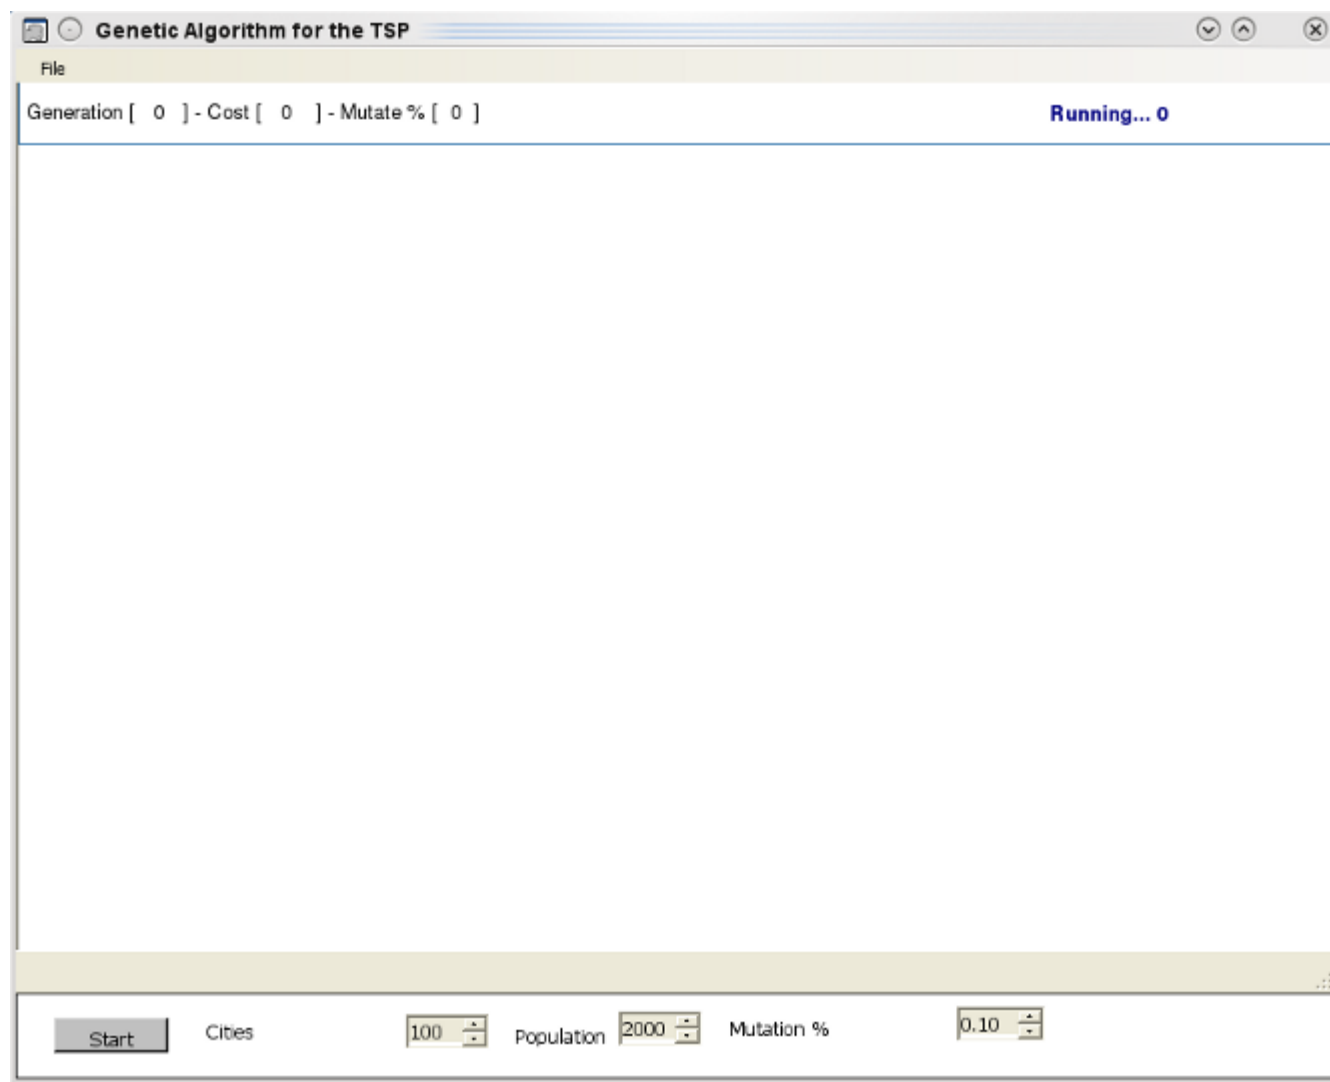 Genetic Algorithm for the TSP
File
Generation [ 0 ] - Cost [ 0 ] - Mutate % [ 0 ] Running... 0
Start Cities 100 Population 2000 Mutation % 0.10